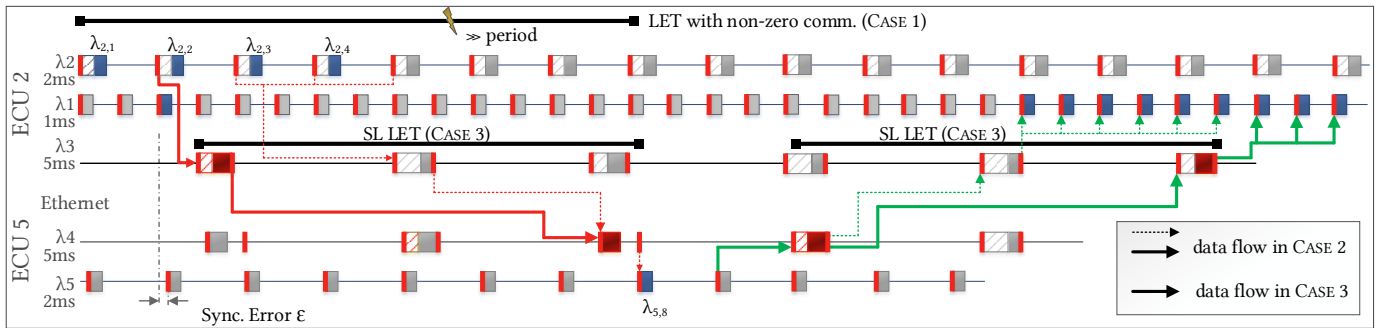 LET with non-zero comm. (CASE 1)
≫ period
λ2,1
λ2,2
λ2,3
λ2,4
ECU 2
λ2
2ms
λ1
1ms
SL LET (CASE 3)
SL LET (CASE 3)
λ3
5ms
Ethernet
ECU 5
λ4
5ms
λ5
2ms
λ5,8
Sync. Error ε
data flow in CASE 2
data flow in CASE 3